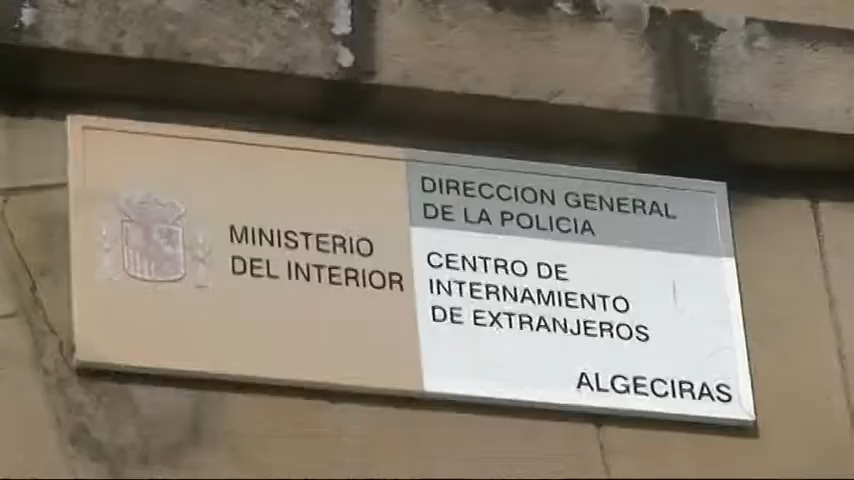 MINISTERIO
DEL INTERIOR
DIRECCION GENERAL
DE LA POLICIA
CENTRO DE
INTERNAMIENTO
DE EXTRANJEROS
ALGECIRAS